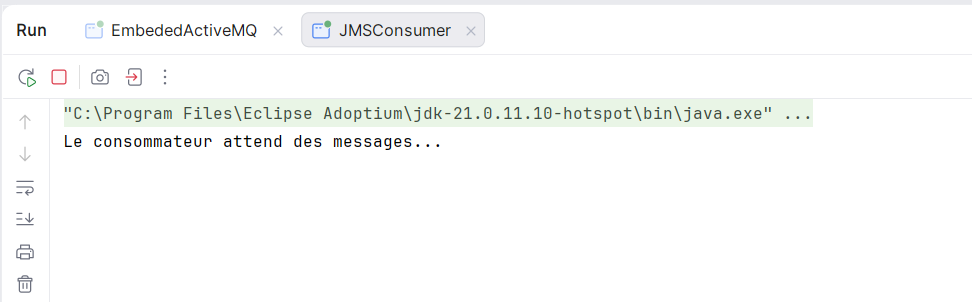 Run EmbededActiveMQ JMSConsumer
"C:\Program Files\Eclipse Adoptium\jdk-21.0.11.10-hotspot\bin\java.exe" ...
Le consommateur attend des messages...